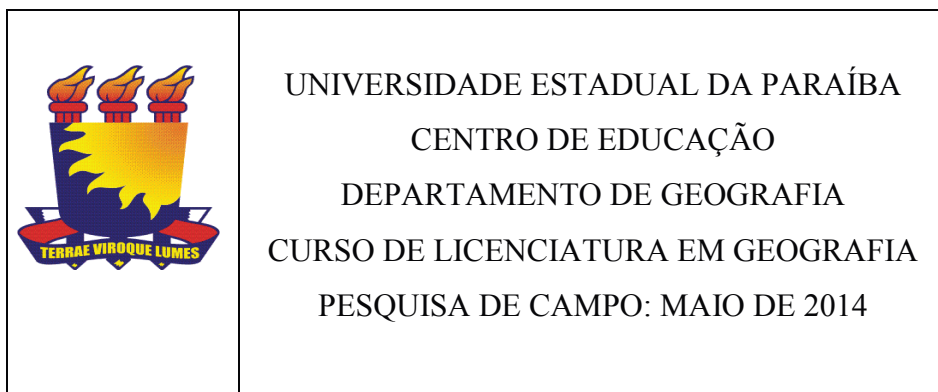 TERRAE VIROQUE LUMES
UNIVERSIDADE ESTADUAL DA PARAÍBA
CENTRO DE EDUCAÇÃO
DEPARTAMENTO DE GEOGRAFIA
CURSO DE LICENCIATURA EM GEOGRAFIA
PESQUISA DE CAMPO: MAIO DE 2014